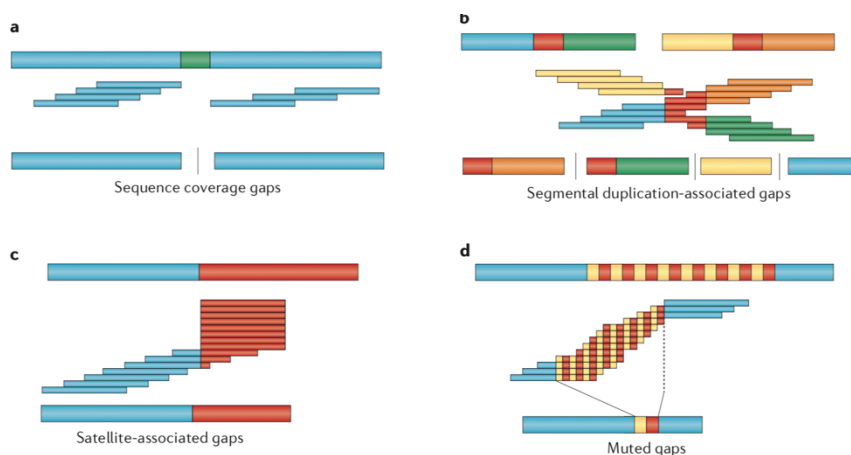 a
b
Sequence coverage gaps
Segmental duplication-associated gaps
c
d
Satellite-associated gaps
Muted gaps